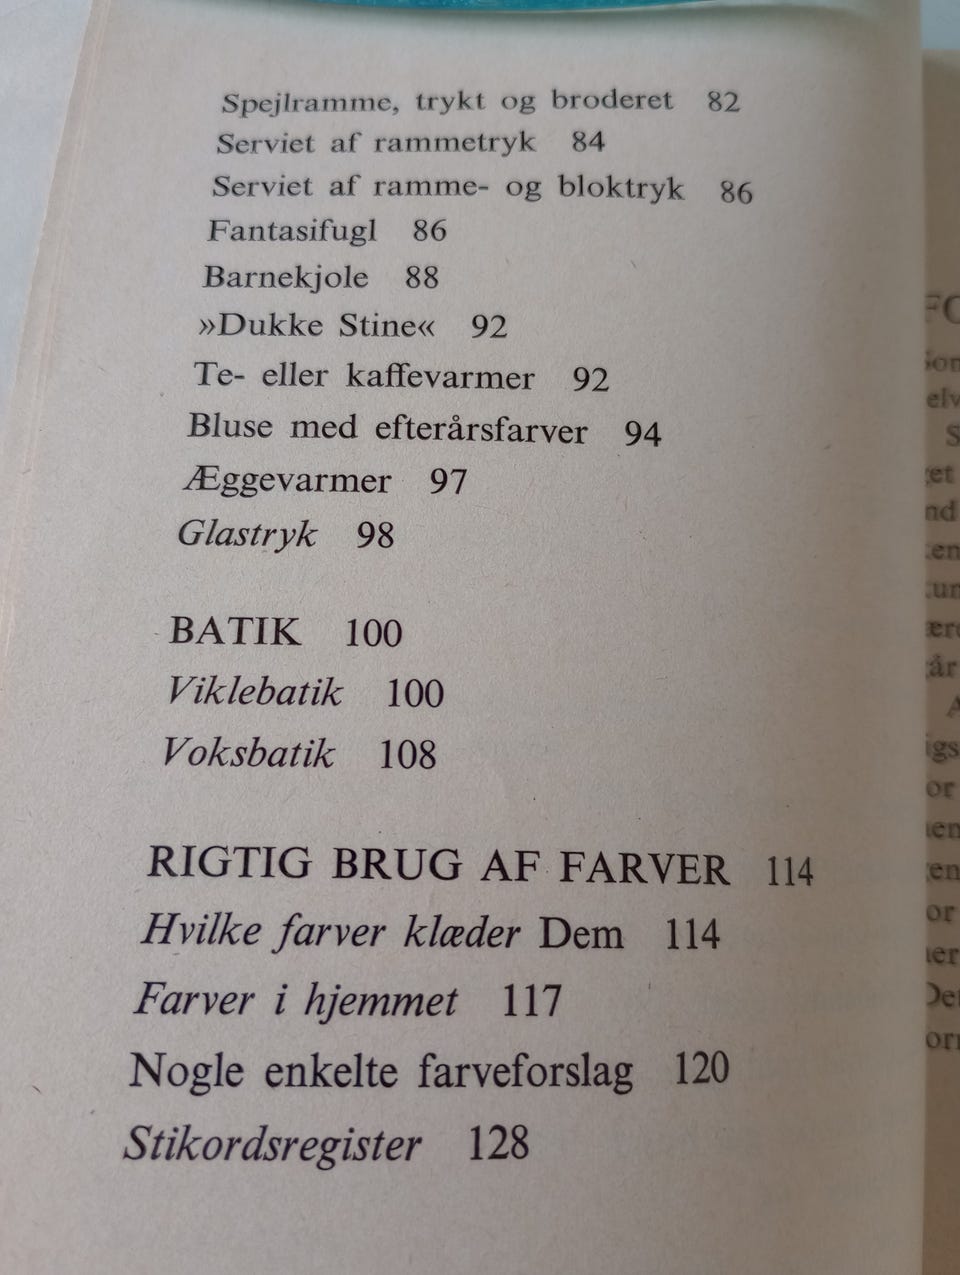 Spejlramme, trykt og broderet 82
Serviet af rammetryk 84
Serviet af ramme- og bloktryk 86
Fantasifugl 86
Barnekjole 88
»Dukke Stine« 92
Te- eller kaffevarmer 92
Bluse med efterårsfarver 94
Æggevarmer 97
Glastryk 98
BATIK 100
Viklebatik 100
Voksbatik 108
RIGTIG BRUG AF FARVER 114
Hvilke farver klæder Dem 114
Farver i hjemmet 117
Nogle enkelte farveforslag 120
Stikordsregister 128